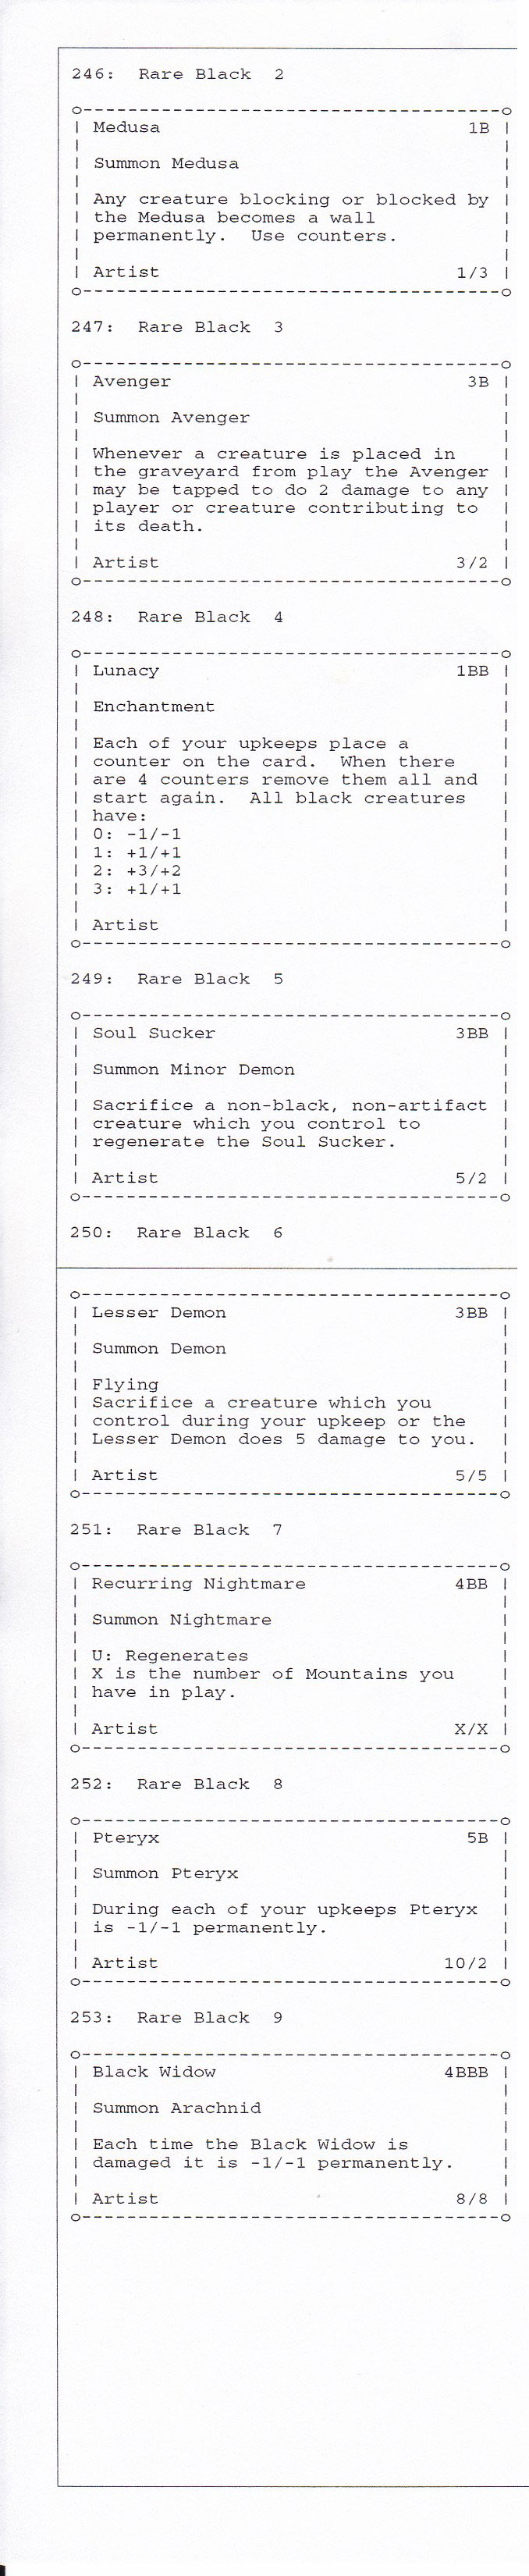 246: Rare Black 2
Medusa 1B
Summon Medusa
Any creature blocking or blocked by
the Medusa becomes a wall
permanently. Use counters.
Artist 1/3
247: Rare Black 3
Avenger 3B
Summon Avenger
Whenever a creature is placed in
the graveyard from play the Avenger
may be tapped to do 2 damage to any
player or creature contributing to
its death.
Artist 3/2
248: Rare Black 4
Lunacy 1BB
Enchantment
Each of your upkeeps place a
counter on the card. When there
are 4 counters remove them all and
start again. All black creatures
have:
0: -1/-1
1: +1/+1
2: +3/+2
3: +1/+1
Artist
249: Rare Black 5
Soul Sucker 3BB
Summon Minor Demon
Sacrifice a non-black, non-artifact
creature which you control to
regenerate the Soul Sucker.
Artist 5/2
250: Rare Black 6
Lesser Demon 3BB
Summon Demon
Flying
Sacrifice a creature which you
control during your upkeep or the
Lesser Demon does 5 damage to you.
Artist 5/5
251: Rare Black 7
Recurring Nightmare 4BB
Summon Nightmare
U: Regenerates
X is the number of Mountains you
have in play.
Artist X/X
252: Rare Black 8
Pteryx 5B
Summon Pteryx
During each of your upkeeps Pteryx
is -1/-1 permanently.
Artist 10/2
253: Rare Black 9
Black Widow 4BBB
Summon Arachnid
Each time the Black Widow is
damaged it is -1/-1 permanently.
Artist 8/8